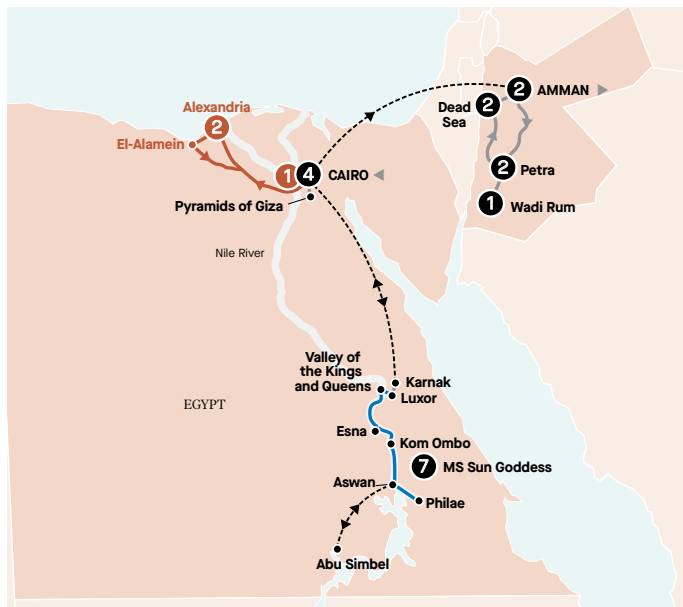 2
AMMAN
Dead
Sea
2
Alexandria
2
El-Alamein
1
4
CAIRO
2
Petra
Pyramids of Giza
1
Wadi Rum
Nile River
Valley of
the Kings
and Queens
Karnak
Luxor
EGYPT
Esna
Kom Ombo
7
MS Sun Goddess
Aswan
Philae
Abu Simbel